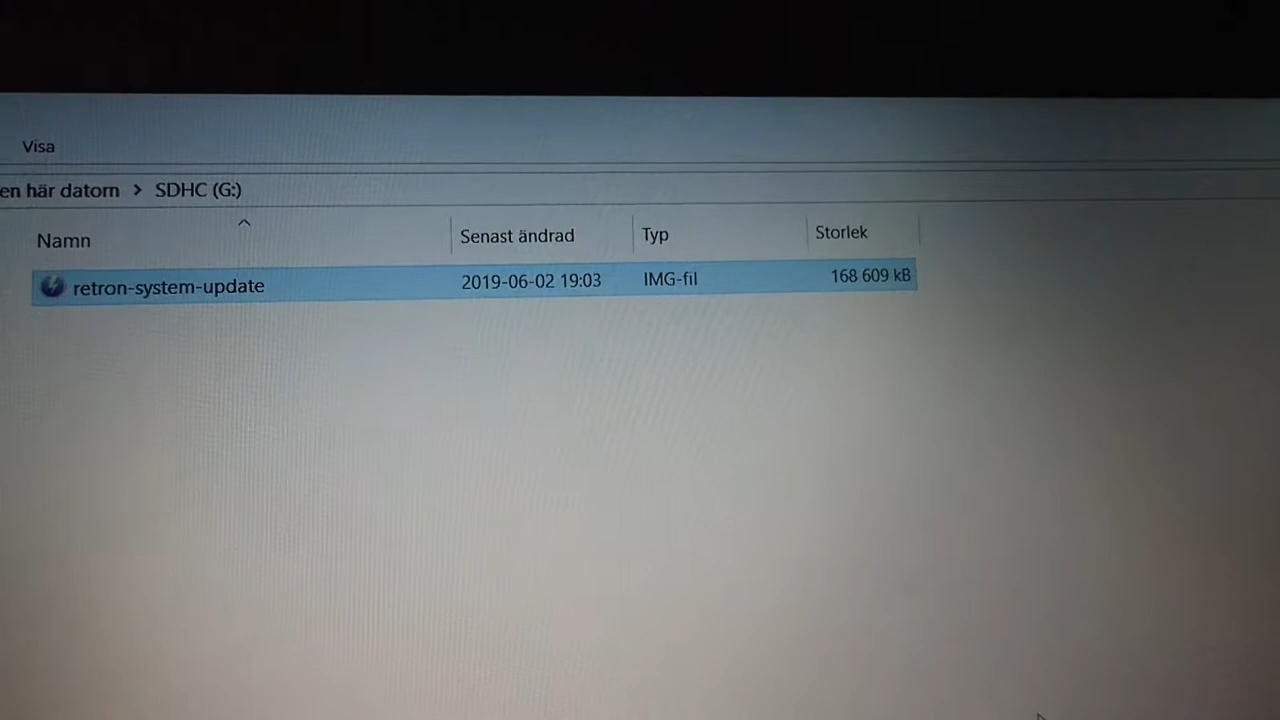 Visa
en här datorn > SDHC (G:)
Namn Senast ändrad Typ Storlek
retron-system-update 2019-06-02 19:03 IMG-fil 168 609 kB